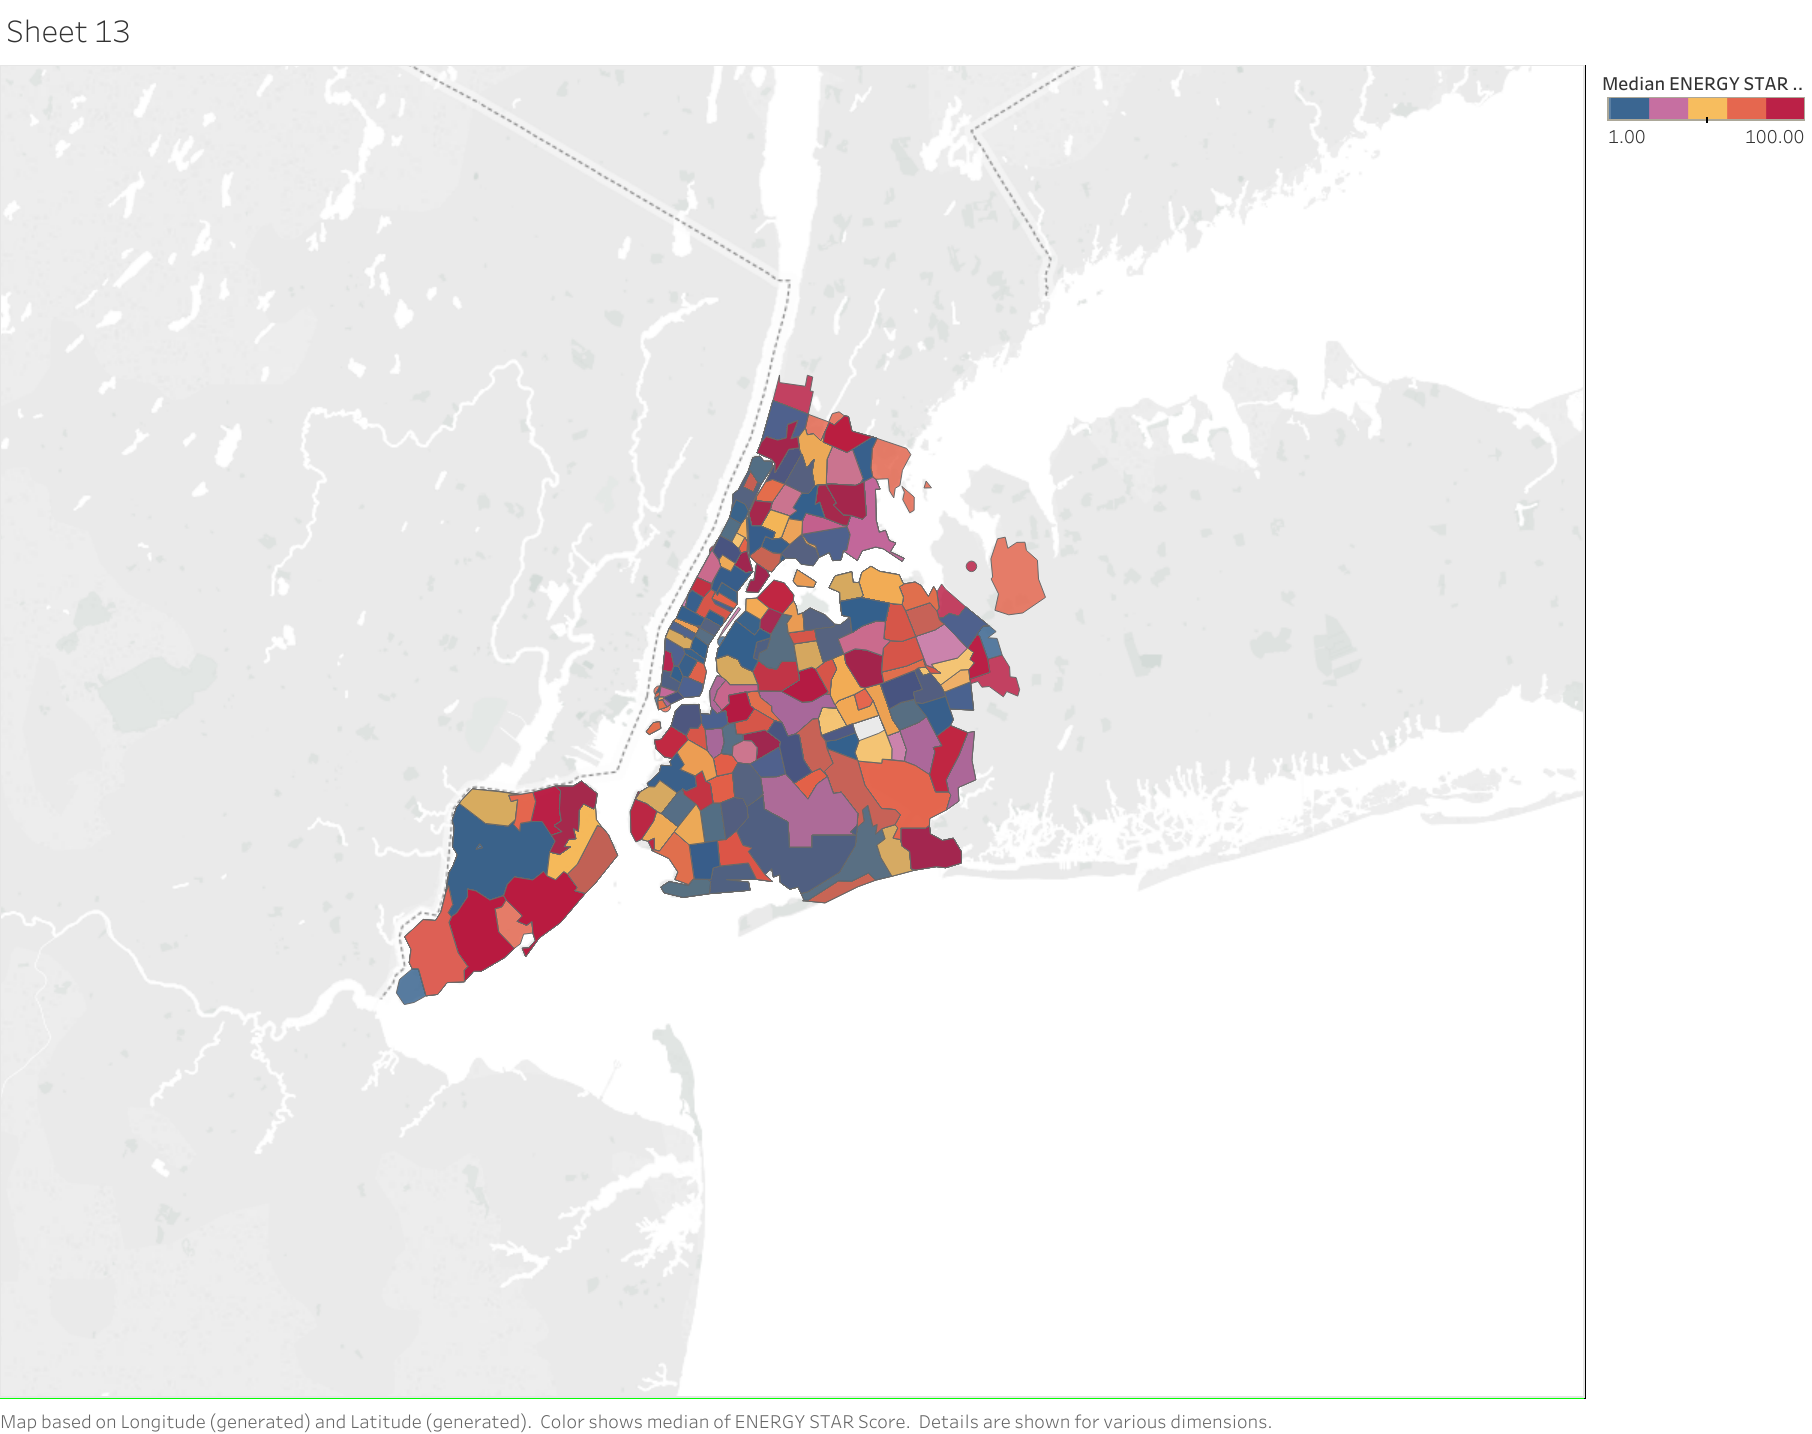 Sheet 13
Median ENERGY STAR ..
1.00 100.00
Map based on Longitude (generated) and Latitude (generated).  Color shows median of ENERGY STAR Score.  Details are shown for various dimensions.